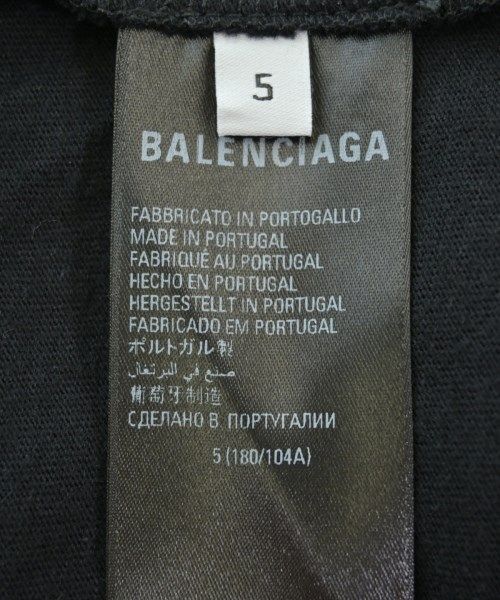 5
BALENCIAGA
FABBRICATO IN PORTOGALLO
MADE IN PORTUGAL
FABRIQUÉ AU PORTUGAL
HECHO EN PORTUGAL
HERGESTELLT IN PORTUGAL
FABRICADO EM PORTUGAL
ポルトガル製
صنع في البرتغال
葡萄牙制造
СДЕЛАНО В ПОРТУГАЛИИ
5 (180/104A)